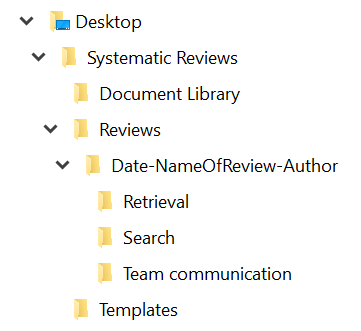 Desktop
Systematic Reviews
Document Library
Reviews
Date-NameOfReview-Author
Retrieval
Search
Team communication
Templates